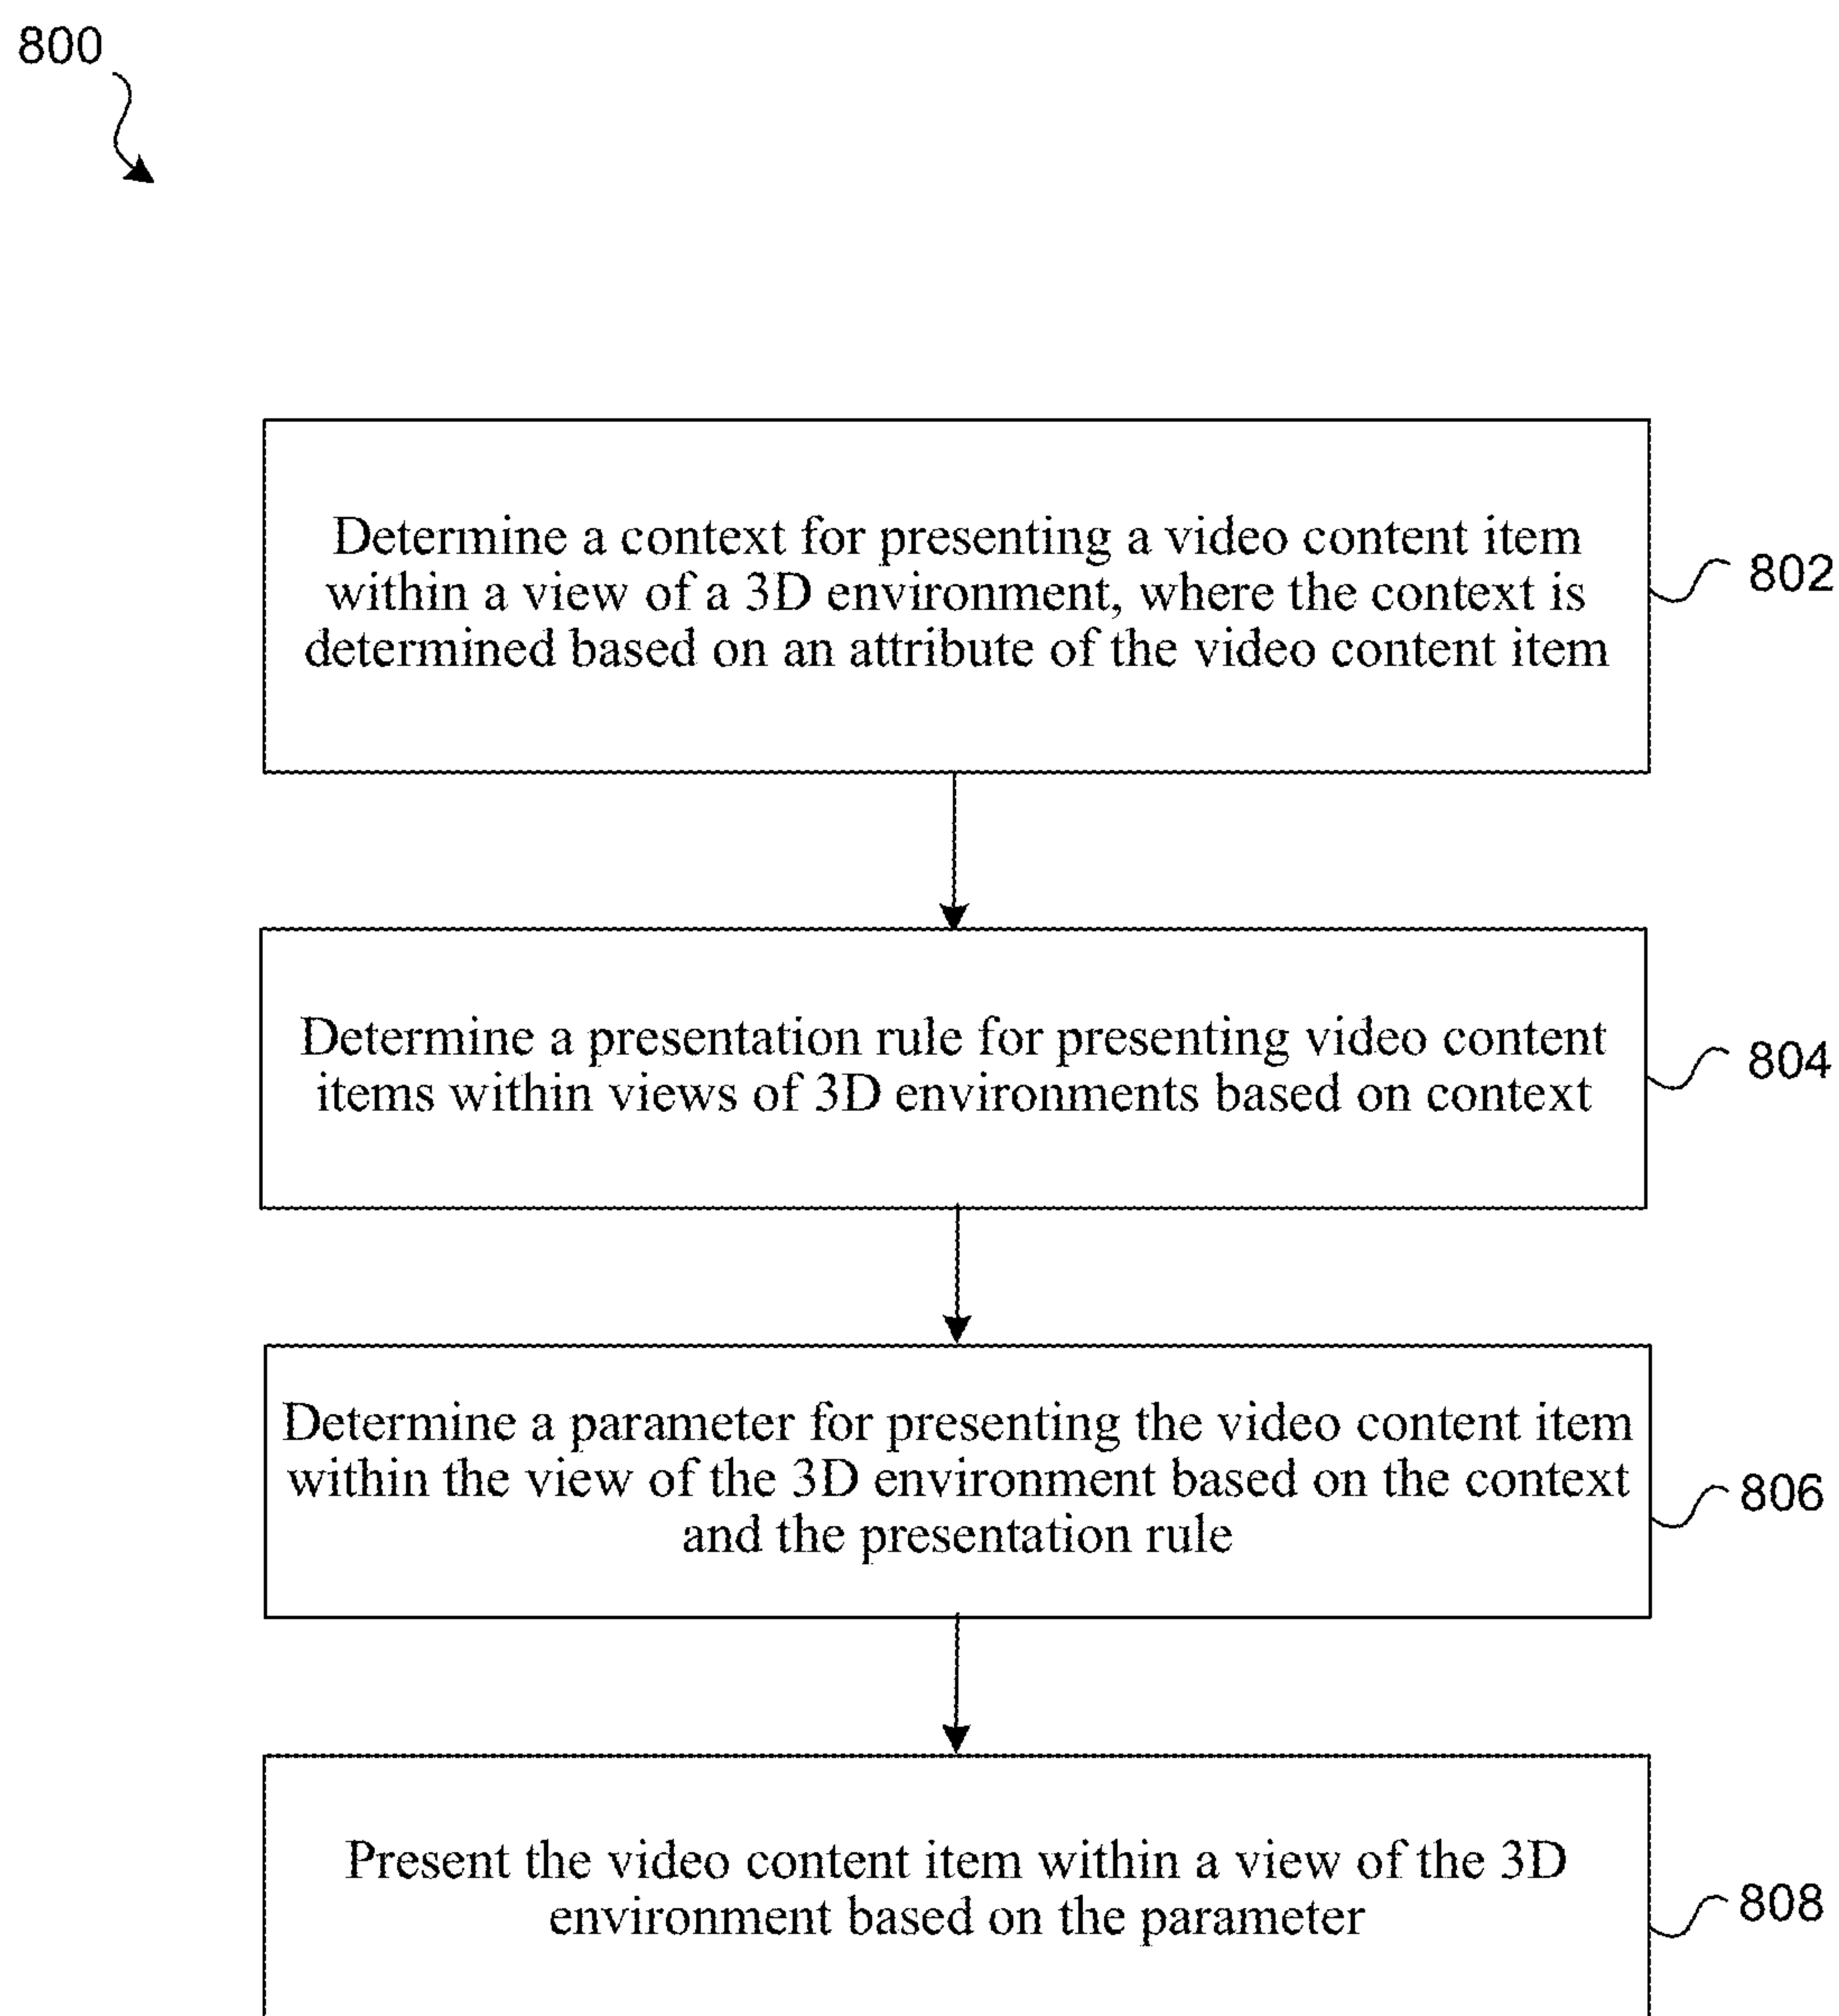 800
Determine a context for presenting a video content item
within a view of a 3D environment, where the context is
determined based on an attribute of the video content item
802
Determine a presentation rule for presenting video content
items within views of 3D environments based on context
804
Determine a parameter for presenting the video content item
within the view of the 3D environment based on the context
and the presentation rule
806
Present the video content item within a view of the 3D
environment based on the parameter
808